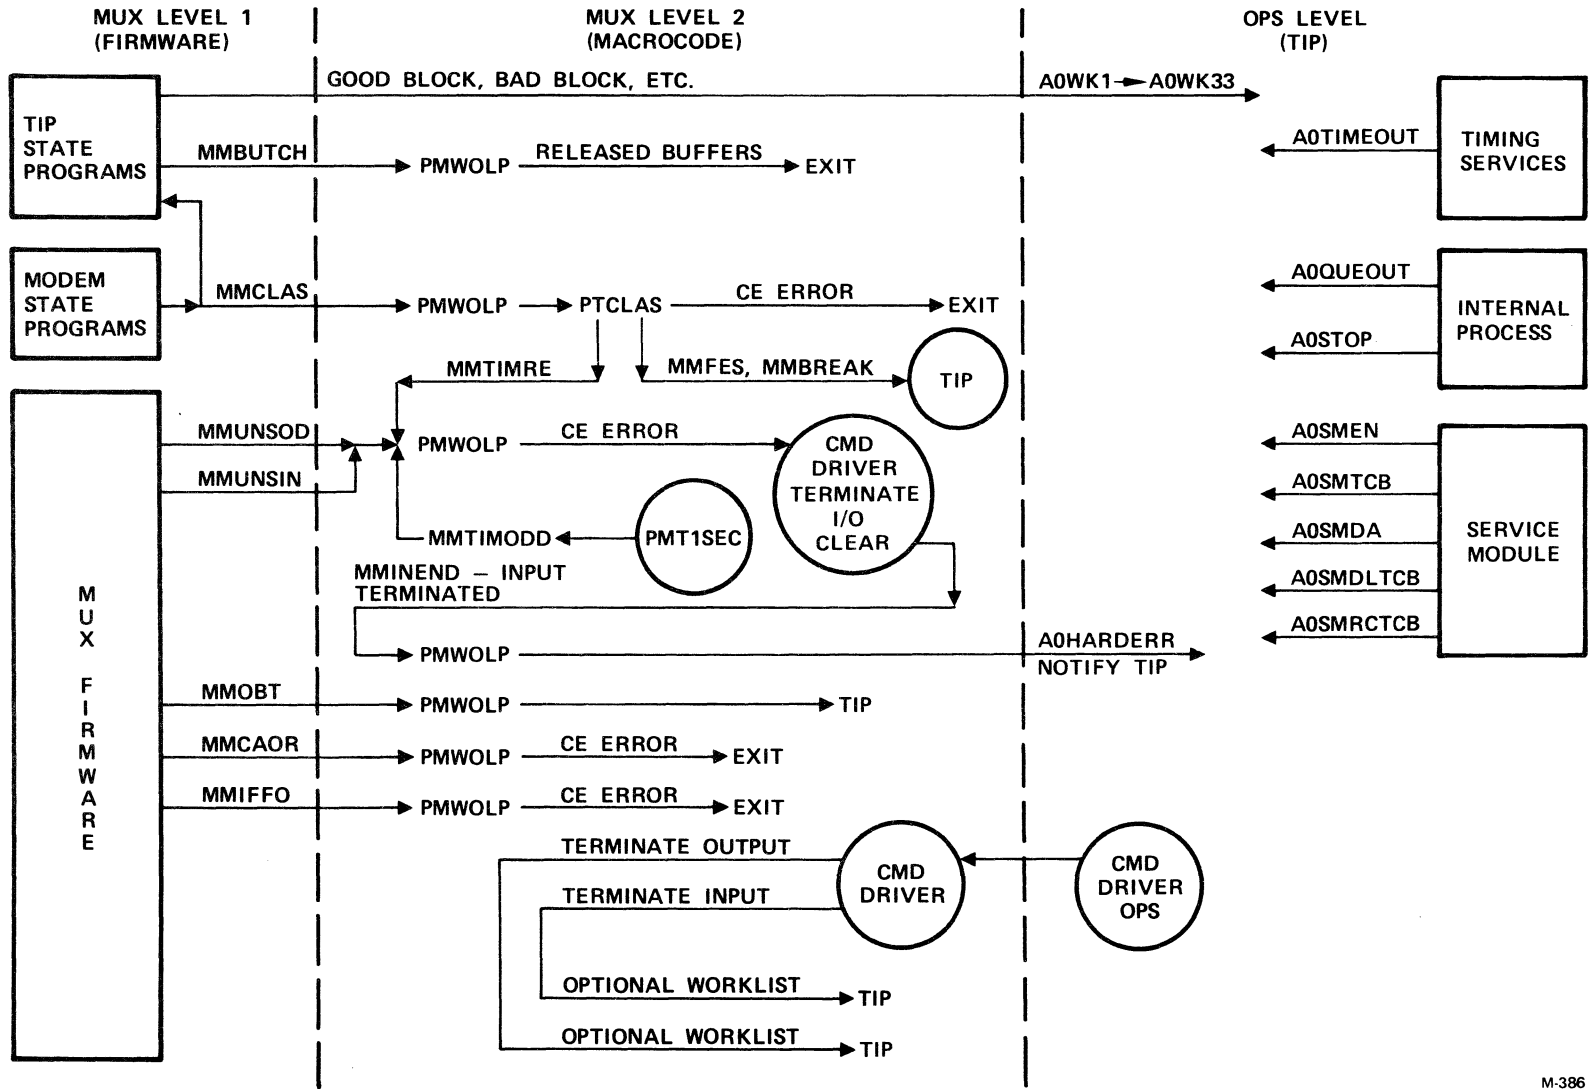 MUX LEVEL 1
(FIRMWARE)
MUX LEVEL 2
(MACROCODE)
OPS LEVEL
(TIP)
TIP
STATE
PROGRAMS
GOOD BLOCK, BAD BLOCK, ETC.
A0WK1 → A0WK33
MMBUTCH
PMWOLP
RELEASED BUFFERS
EXIT
A0TIMEOUT
TIMING
SERVICES
MODEM
STATE
PROGRAMS
MMCLAS
PMWOLP
PTCLAS
CE ERROR
EXIT
MMTIMRE
MMFES, MMBREAK
TIP
A0QUEOUT
A0STOP
INTERNAL
PROCESS
MUX FIRMWARE
MMUNSOD
MMUNSIN
PMWOLP
CE ERROR
CMD
DRIVER
TERMINATE
I/O
CLEAR
MMTIMODD
PMT1SEC
MMINEND – INPUT
TERMINATED
PMWOLP
A0HARDERR
NOTIFY TIP
A0SMEN
A0SMTCB
A0SMDA
A0SMDLTCB
A0SMRCTCB
SERVICE
MODULE
MMOBT
PMWOLP
TIP
MMCAOR
PMWOLP
CE ERROR
EXIT
MMIFFO
PMWOLP
CE ERROR
EXIT
TERMINATE OUTPUT
TERMINATE INPUT
CMD
DRIVER
CMD
DRIVER
OPS
OPTIONAL WORKLIST
TIP
OPTIONAL WORKLIST
TIP
M-386